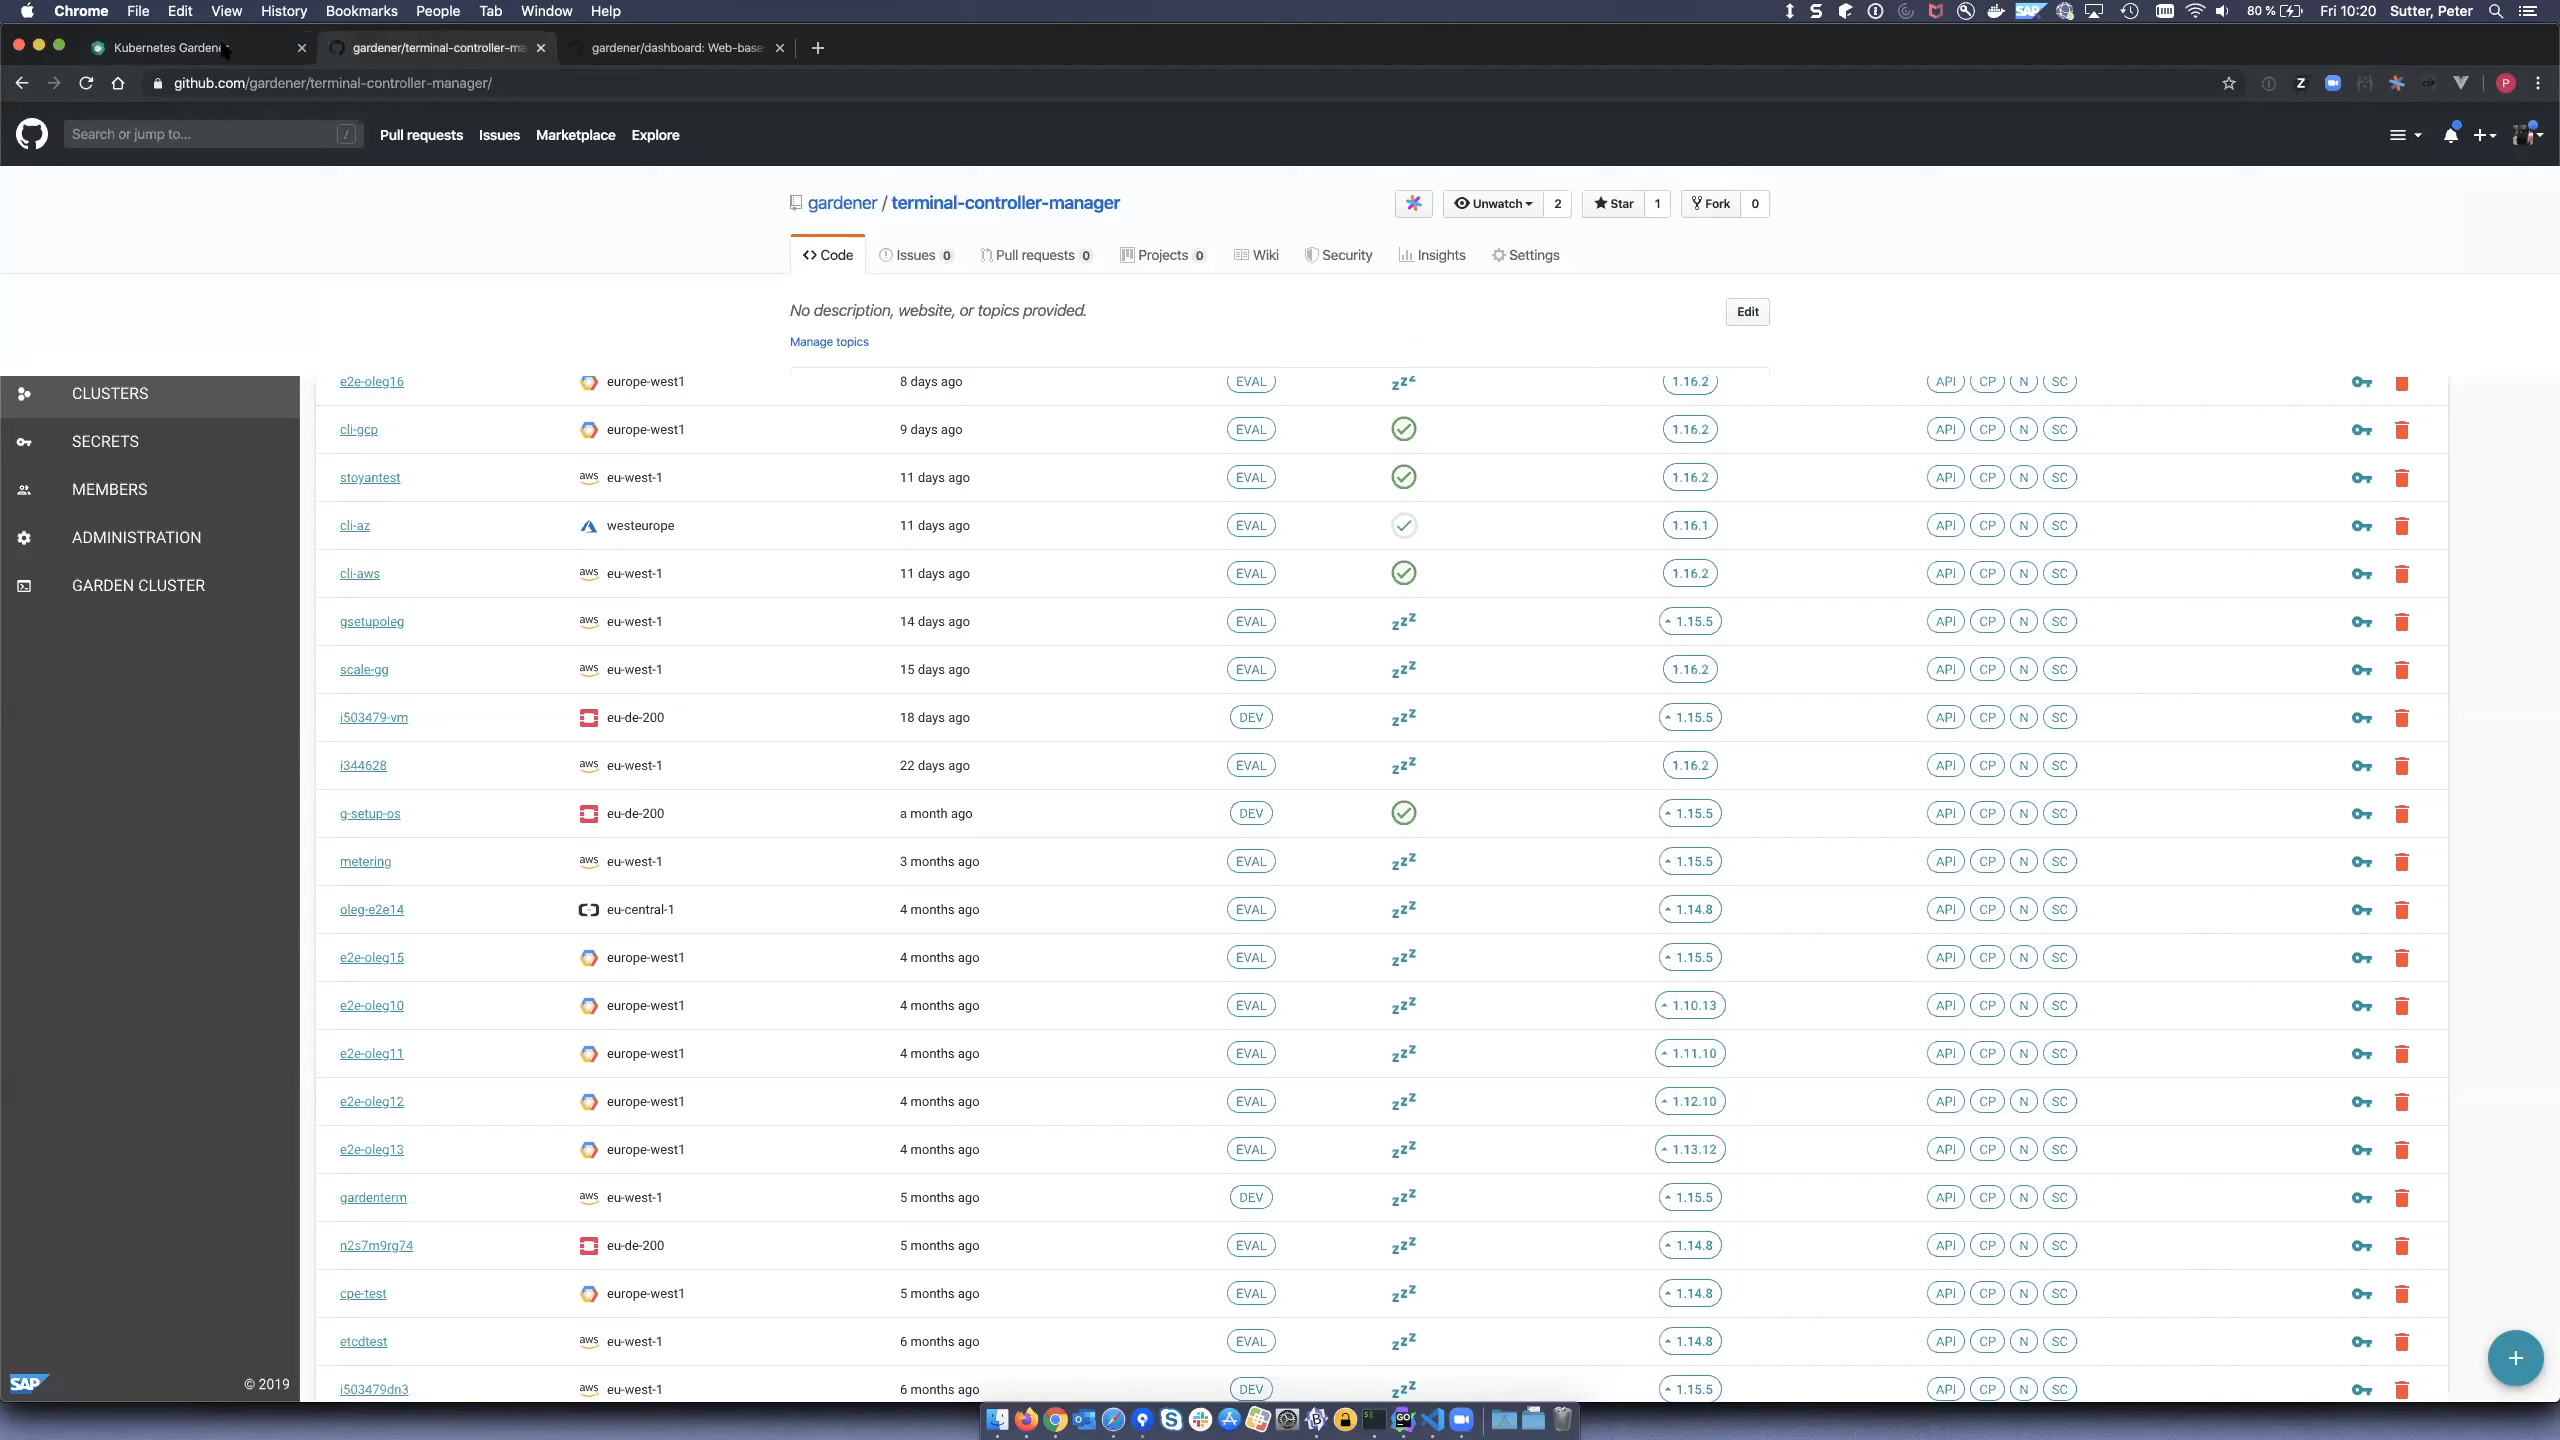 Chrome File Edit View History Bookmarks People Tab Window Help 80 % Fri 10:20 Sutter, Peter
Kubernetes Gardene gardener/terminal-controller-ma gardener/dashboard: Web-base
github.com/gardener/terminal-controller-manager/
Search or jump to... / Pull requests Issues Marketplace Explore
gardener / terminal-controller-manager Unwatch 2 Star 1 Fork 0
Code Issues 0 Pull requests 0 Projects 0 Wiki Security Insights Settings
No description, website, or topics provided. Edit
Manage topics
CLUSTERS
SECRETS
MEMBERS
ADMINISTRATION
GARDEN CLUSTER
e2e-oleg16 europe-west1 8 days ago EVAL zzz 1.16.2 API CP N SC
cli-gcp europe-west1 9 days ago EVAL 1.16.2 API CP N SC
stoyantest aws eu-west-1 11 days ago EVAL 1.16.2 API CP N SC
cli-az westeurope 11 days ago EVAL 1.16.1 API CP N SC
cli-aws aws eu-west-1 11 days ago EVAL 1.16.2 API CP N SC
gsetupoleg aws eu-west-1 14 days ago EVAL zzz 1.15.5 API CP N SC
scale-gg aws eu-west-1 15 days ago EVAL zzz 1.16.2 API CP N SC
i503479-vm eu-de-200 18 days ago DEV zzz 1.15.5 API CP N SC
i344628 aws eu-west-1 22 days ago EVAL zzz 1.16.2 API CP N SC
g-setup-os eu-de-200 a month ago DEV 1.15.5 API CP N SC
metering aws eu-west-1 3 months ago EVAL zzz 1.15.5 API CP N SC
oleg-e2e14 eu-central-1 4 months ago EVAL zzz 1.14.8 API CP N SC
e2e-oleg15 europe-west1 4 months ago EVAL zzz 1.15.5 API CP N SC
e2e-oleg10 europe-west1 4 months ago EVAL zzz 1.10.13 API CP N SC
e2e-oleg11 europe-west1 4 months ago EVAL zzz 1.11.10 API CP N SC
e2e-oleg12 europe-west1 4 months ago EVAL zzz 1.12.10 API CP N SC
e2e-oleg13 europe-west1 4 months ago EVAL zzz 1.13.12 API CP N SC
gardenterm aws eu-west-1 5 months ago DEV zzz 1.15.5 API CP N SC
n2s7m9rg74 eu-de-200 5 months ago EVAL zzz 1.14.8 API CP N SC
cpe-test europe-west1 5 months ago EVAL zzz 1.14.8 API CP N SC
etcdtest aws eu-west-1 6 months ago EVAL zzz 1.14.8 API CP N SC
i503479dn3 aws eu-west-1 6 months ago DEV zzz 1.15.5 API CP N SC
SAP © 2019